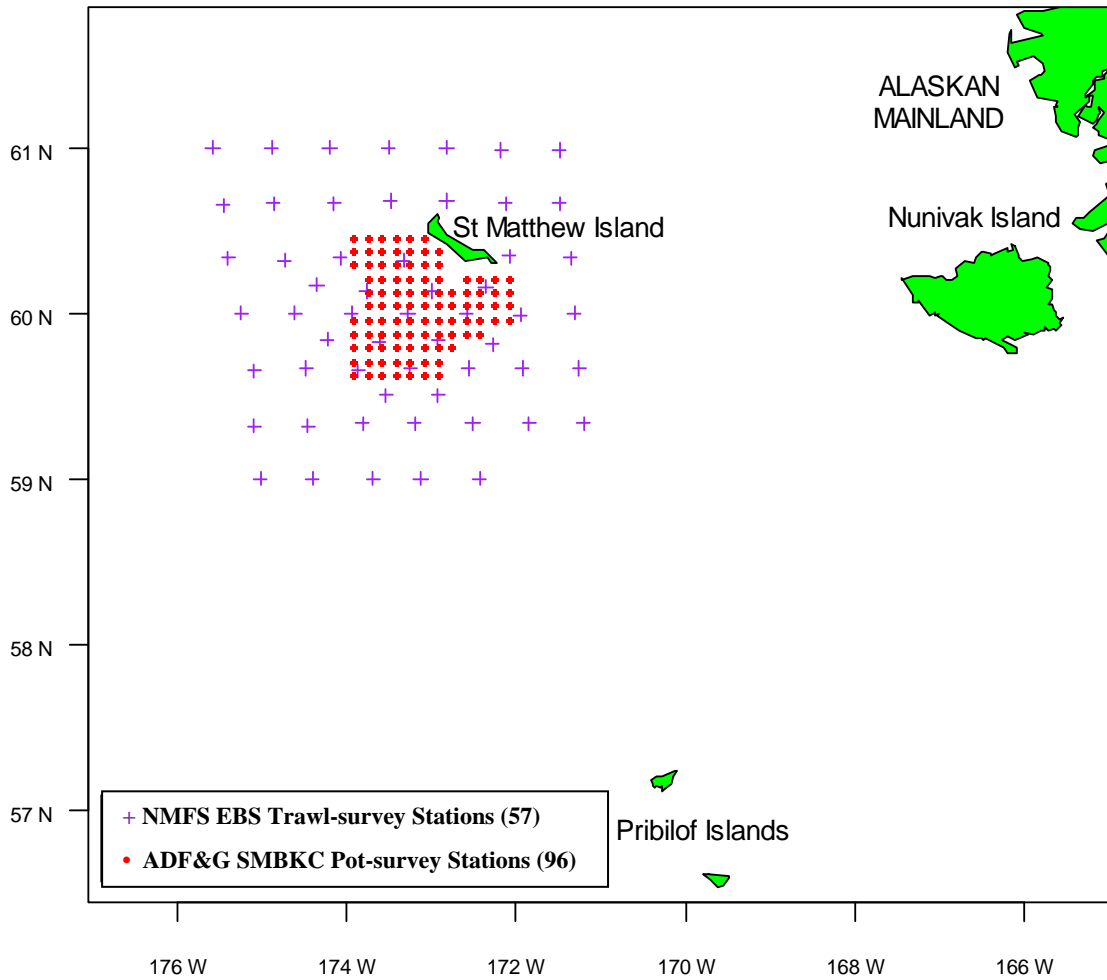 ALASKAN
MAINLAND
61 N
St Matthew Island
Nunivak Island
60 N
59 N
58 N
57 N
+ NMFS EBS Trawl-survey Stations (57)
• ADF&G SMBKC Pot-survey Stations (96)
Pribilof Islands
176 W 174 W 172 W 170 W 168 W 166 W